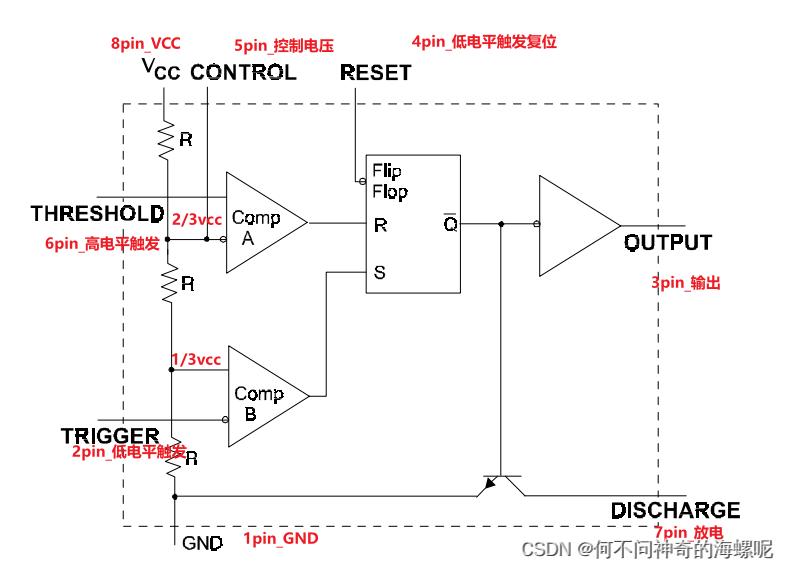 8pin_VCC
5pin_控制电压
4pin_低电平触发复位
VCC
CONTROL
RESET
R
Flip
Flop
THRESHOLD
2/3vcc
Comp
A
R
Q̅
6pin_高电平触发
OUTPUT
S
R
3pin_输出
1/3vcc
Comp
B
TRIGGER
2pin_低电平触发
R
DISCHARGE
7pin_放电
GND
1pin_GND
CSDN @何不问神奇的海螺呢